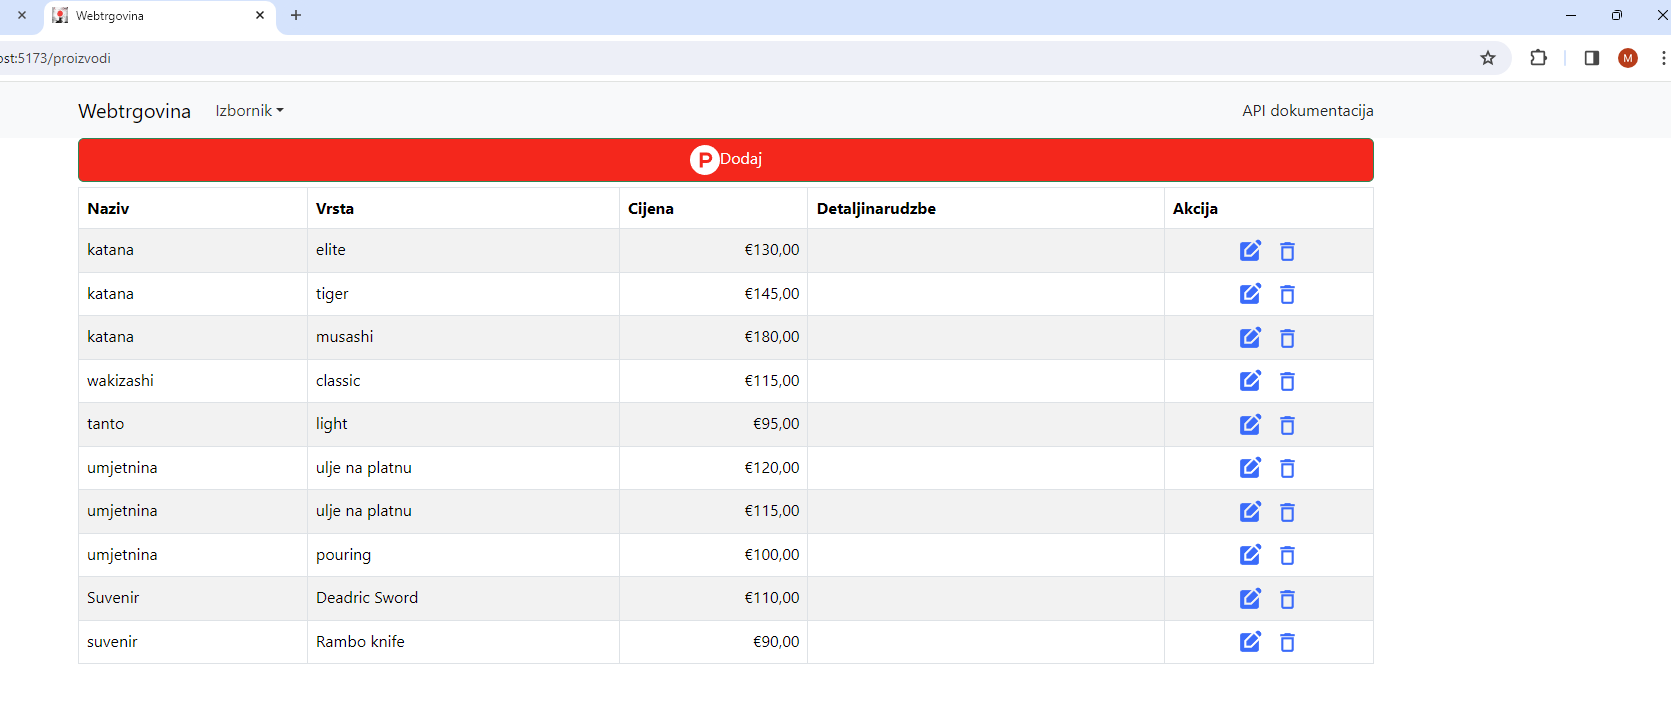 Webtrgovina
ost:5173/proizvodi
M
Webtrgovina Izbornik API dokumentacija
P Dodaj
Naziv Vrsta Cijena Detaljinarudzbe Akcija
katana elite €130,00
katana tiger €145,00
katana musashi €180,00
wakizashi classic €115,00
tanto light €95,00
umjetnina ulje na platnu €120,00
umjetnina ulje na platnu €115,00
umjetnina pouring €100,00
Suvenir Deadric Sword €110,00
suvenir Rambo knife €90,00